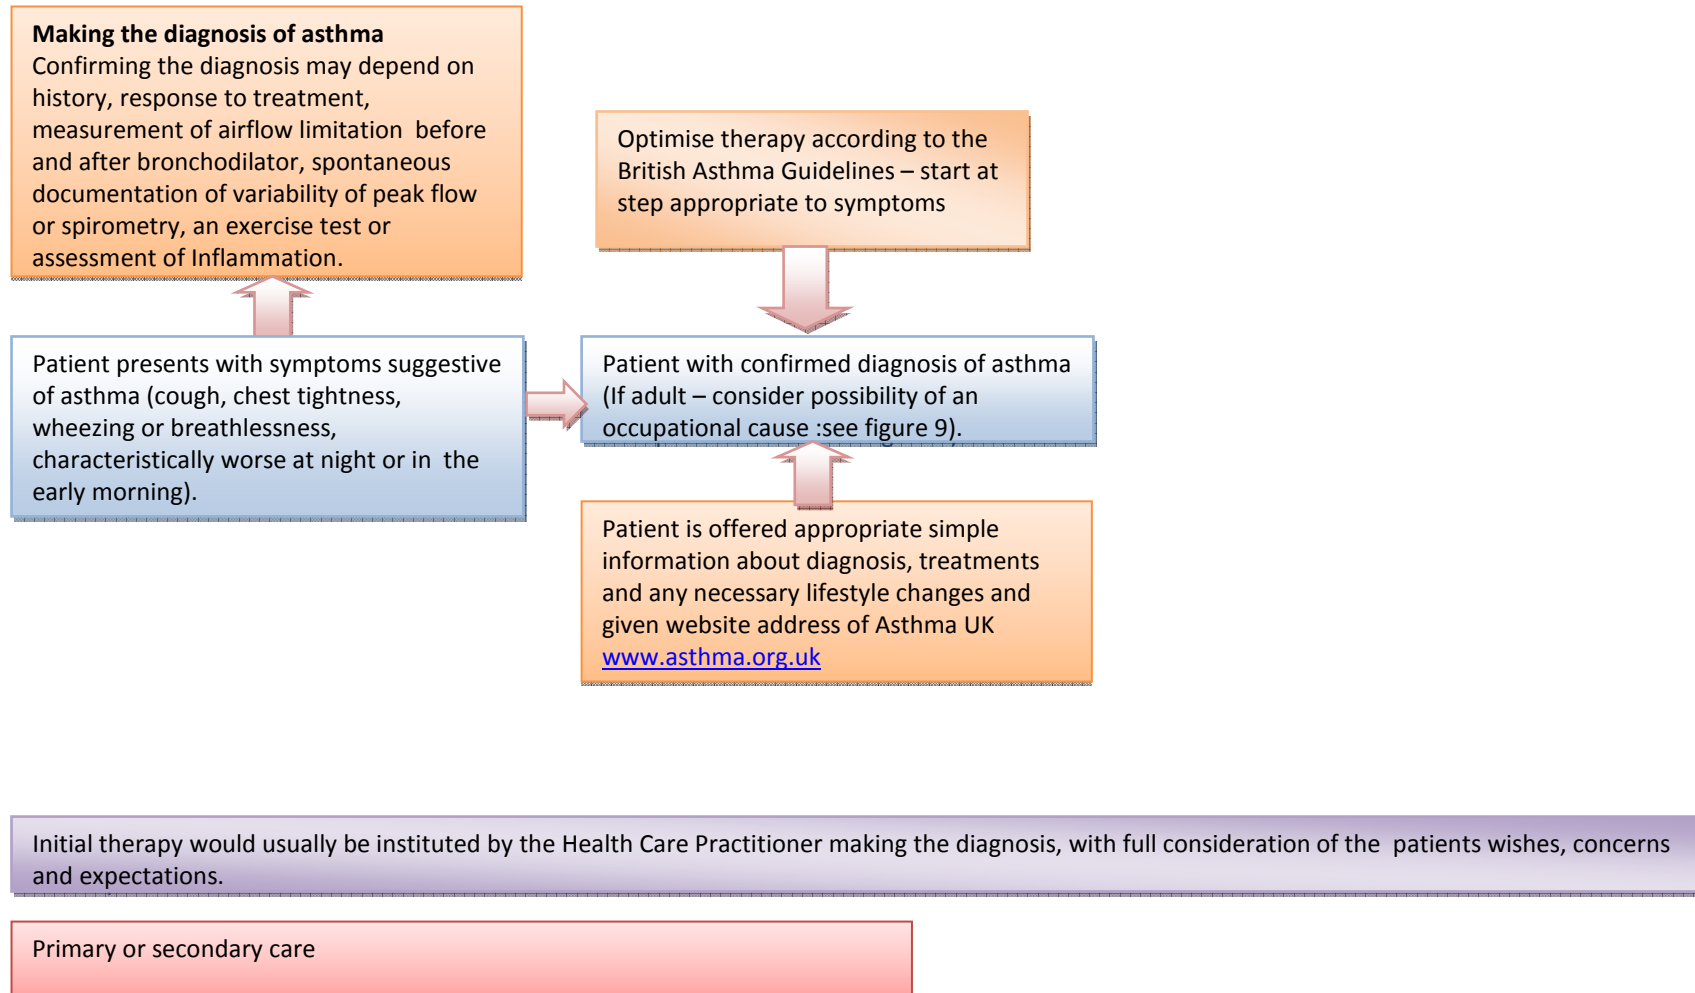 Making the diagnosis of asthma
Confirming the diagnosis may depend on
history, response to treatment,
measurement of airflow limitation before
and after bronchodilator, spontaneous
documentation of variability of peak flow
or spirometry, an exercise test or
assessment of Inflammation.
Optimise therapy according to the
British Asthma Guidelines – start at
step appropriate to symptoms
Patient presents with symptoms suggestive
of asthma (cough, chest tightness,
wheezing or breathlessness,
characteristically worse at night or in the
early morning).
Patient with confirmed diagnosis of asthma
(If adult – consider possibility of an
occupational cause :see figure 9).
Patient is offered appropriate simple
information about diagnosis, treatments
and any necessary lifestyle changes and
given website address of Asthma UK
www.asthma.org.uk
Initial therapy would usually be instituted by the Health Care Practitioner making the diagnosis, with full consideration of the patients wishes, concerns
and expectations.
Primary or secondary care